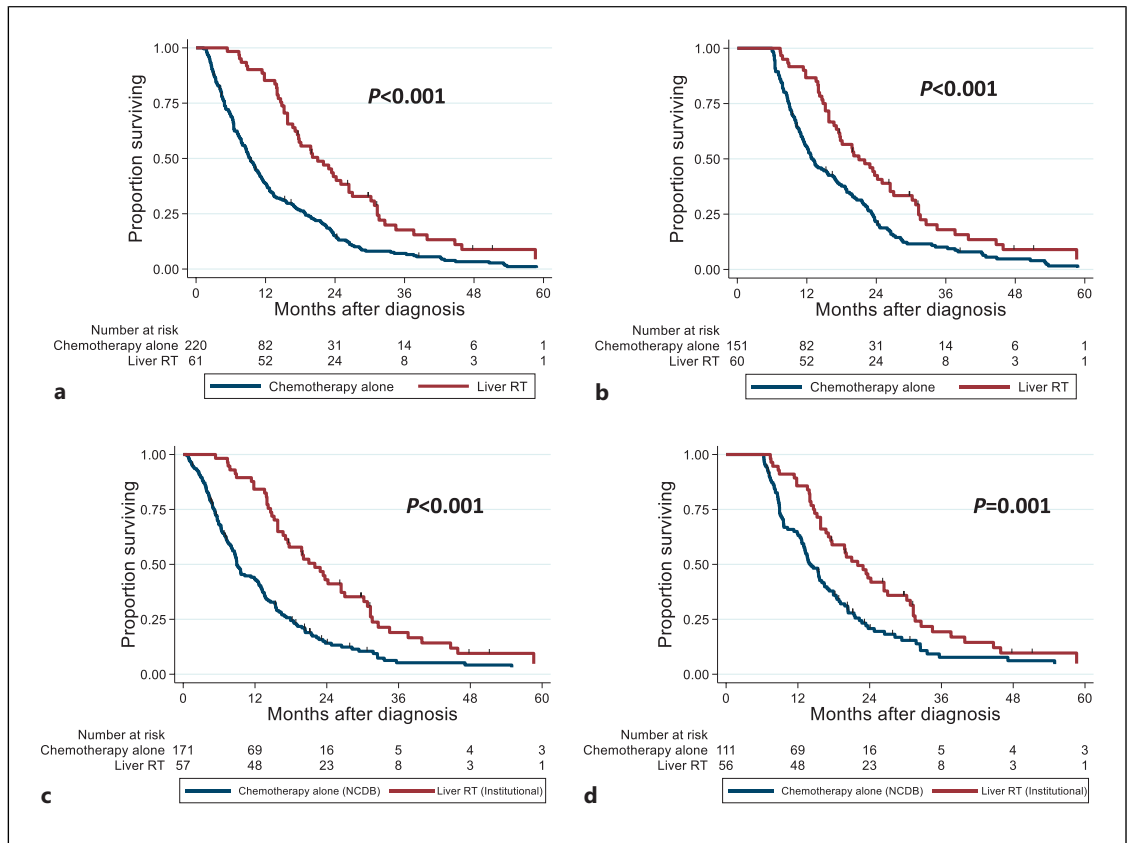 1.00
0.75
0.50
0.25
0.00
Proportion surviving
P<0.001
0 12 24 36 48 60
Months after diagnosis
Number at risk
Chemotherapy alone 220 82 31 14 6 1
Liver RT 61 52 24 8 3 1
Chemotherapy alone Liver RT
a
1.00
0.75
0.50
0.25
0.00
Proportion surviving
P<0.001
0 12 24 36 48 60
Months after diagnosis
Number at risk
Chemotherapy alone 151 82 31 14 6 1
Liver RT 60 52 24 8 3 1
Chemotherapy alone Liver RT
b
1.00
0.75
0.50
0.25
0.00
Proportion surviving
P<0.001
0 12 24 36 48 60
Months after diagnosis
Number at risk
Chemotherapy alone 171 69 16 5 4 3
Liver RT 57 48 23 8 3 1
Chemotherapy alone (NCDB) Liver RT (Institutional)
c
1.00
0.75
0.50
0.25
0.00
Proportion surviving
P=0.001
0 12 24 36 48 60
Months after diagnosis
Number at risk
Chemotherapy alone 111 69 16 5 4 3
Liver RT 56 48 23 8 3 1
Chemotherapy alone (NCDB) Liver RT (Institutional)
d